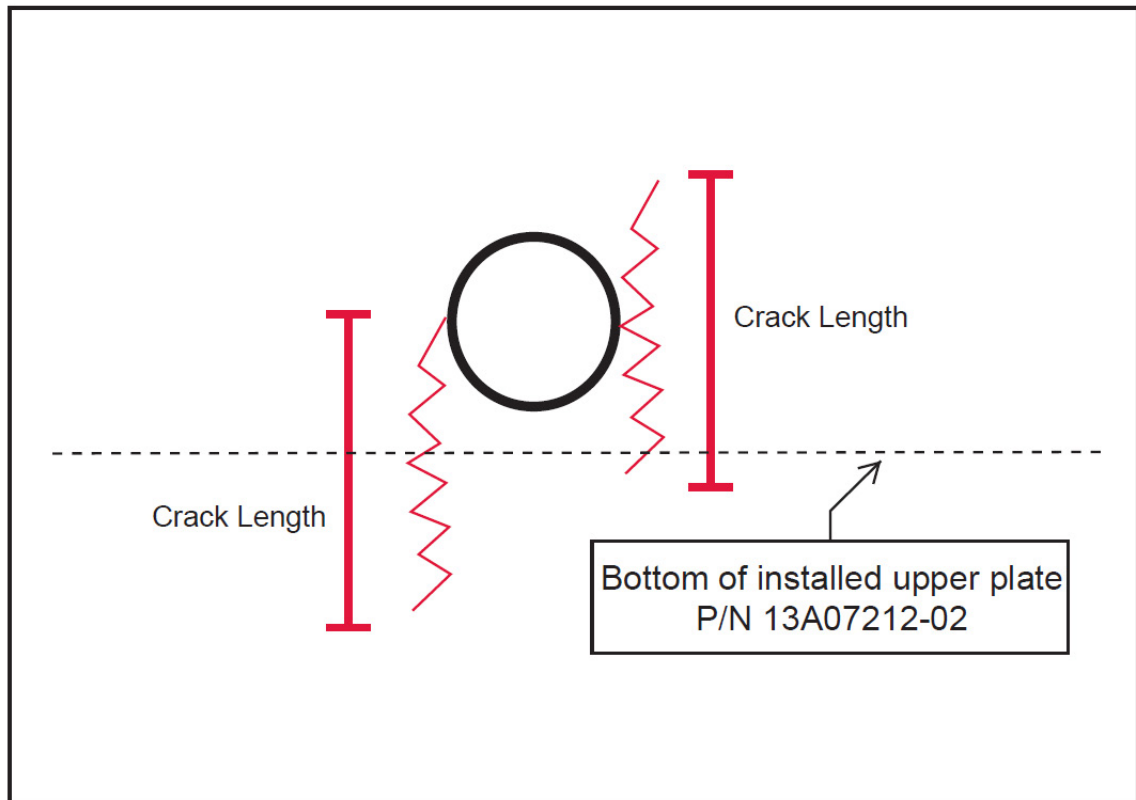 Crack Length
Crack Length
Bottom of installed upper plate
P/N 13A07212-02